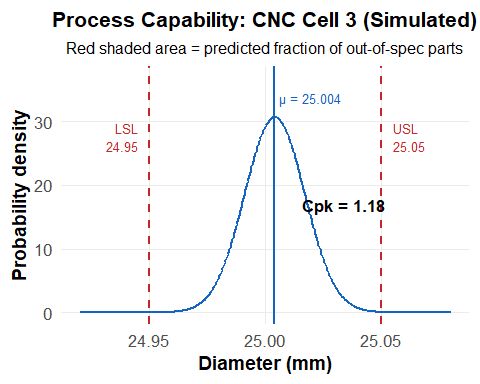 Process Capability: CNC Cell 3 (Simulated)
Red shaded area = predicted fraction of out-of-spec parts
μ = 25.004
LSL
24.95
USL
25.05
Cpk = 1.18
Probability density
30
20
10
0
24.95
25.00
25.05
Diameter (mm)